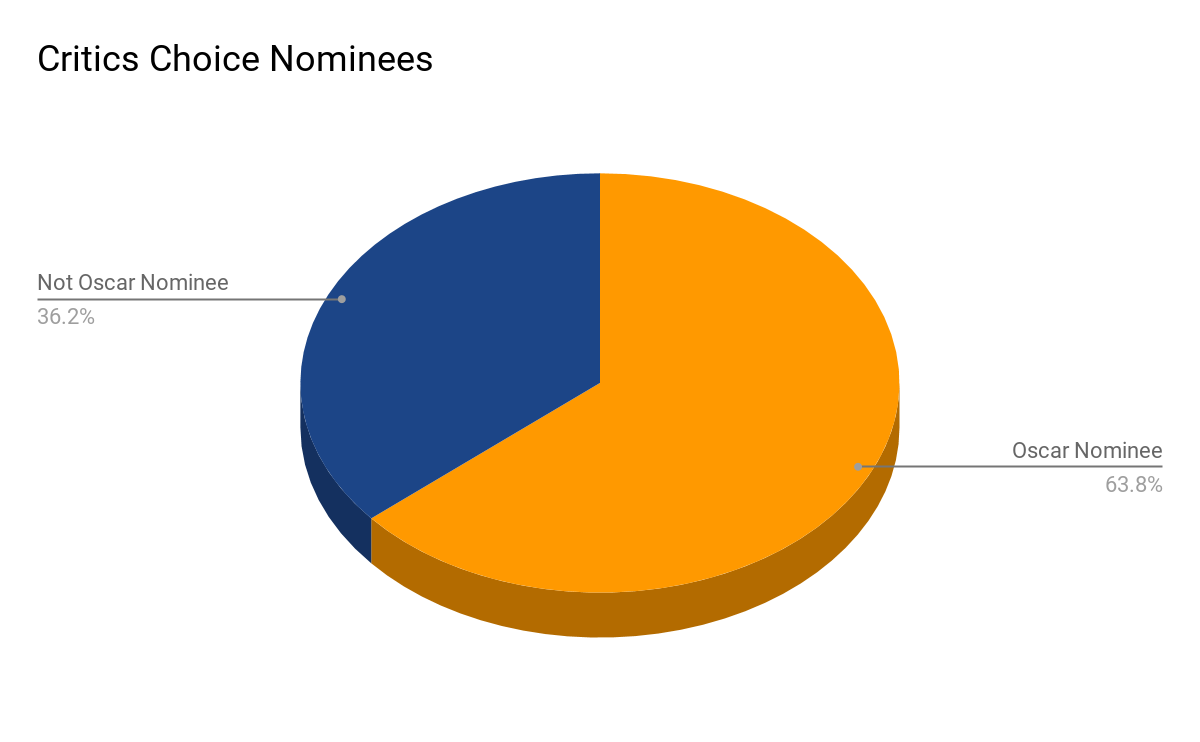 Critics Choice Nominees
Not Oscar Nominee
36.2%
Oscar Nominee
63.8%